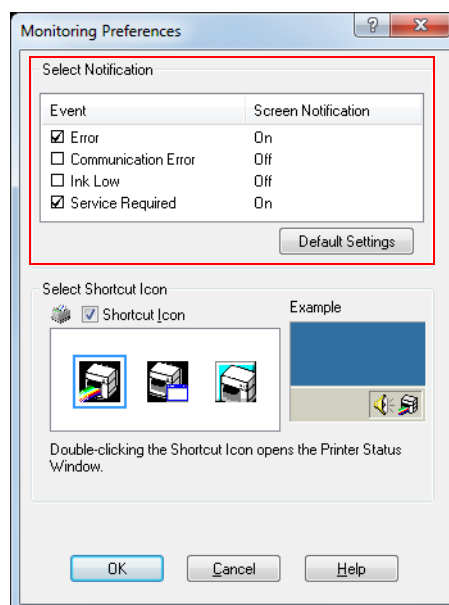 Monitoring Preferences
Select Notification
Event Screen Notification
Error On
Communication Error Off
Ink Low Off
Service Required On
Default Settings
Select Shortcut Icon
Shortcut Icon Example
Double-clicking the Shortcut Icon opens the Printer Status
Window.
OK Cancel Help